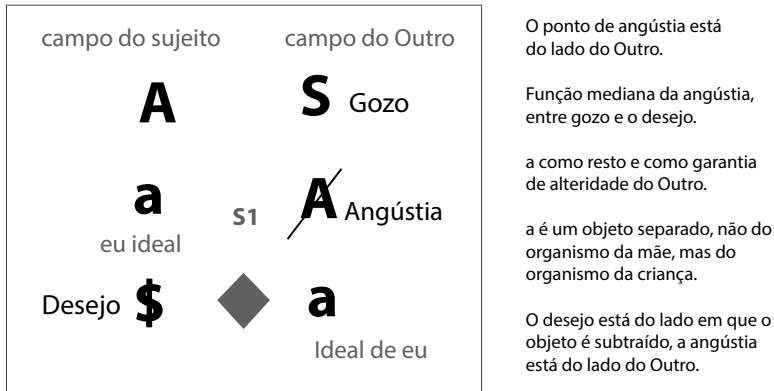 campo do sujeito campo do Outro
A S Gozo
a S1 A Angústia
eu ideal
Desejo $ a
Ideal de eu
O ponto de angústia está
do lado do Outro.
Função mediana da angústia,
entre gozo e o desejo.
a como resto e como garantia
de alteridade do Outro.
a é um objeto separado, não do
organismo da mãe, mas do
organismo da criança.
O desejo está do lado em que o
objeto é subtraído, a angústia
está do lado do Outro.